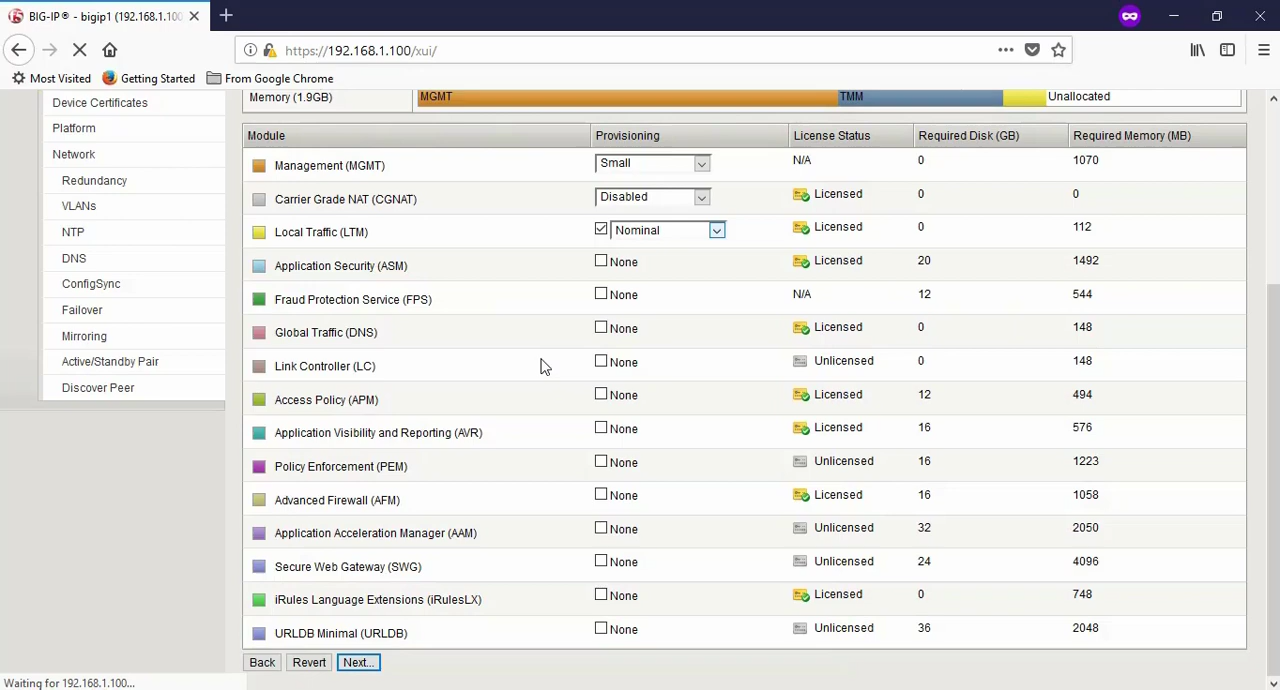 BIG-IP® - bigip1 (192.168.1.100
https://192.168.1.100/xui/
Most Visited Getting Started From Google Chrome
Device Certificates
Platform
Network
Redundancy
VLANs
NTP
DNS
ConfigSync
Failover
Mirroring
Active/Standby Pair
Discover Peer
Memory (1.9GB) MGMT TMM Unallocated
Module Provisioning License Status Required Disk (GB) Required Memory (MB)
Management (MGMT) Small N/A 0 1070
Carrier Grade NAT (CGNAT) Disabled Licensed 0 0
Local Traffic (LTM) Nominal Licensed 0 112
Application Security (ASM) None Licensed 20 1492
Fraud Protection Service (FPS) None N/A 12 544
Global Traffic (DNS) None Licensed 0 148
Link Controller (LC) None Unlicensed 0 148
Access Policy (APM) None Licensed 12 494
Application Visibility and Reporting (AVR) None Licensed 16 576
Policy Enforcement (PEM) None Unlicensed 16 1223
Advanced Firewall (AFM) None Licensed 16 1058
Application Acceleration Manager (AAM) None Unlicensed 32 2050
Secure Web Gateway (SWG) None Unlicensed 24 4096
iRules Language Extensions (iRulesLX) None Licensed 0 748
URLDB Minimal (URLDB) None Unlicensed 36 2048
Back Revert Next...
Waiting for 192.168.1.100...